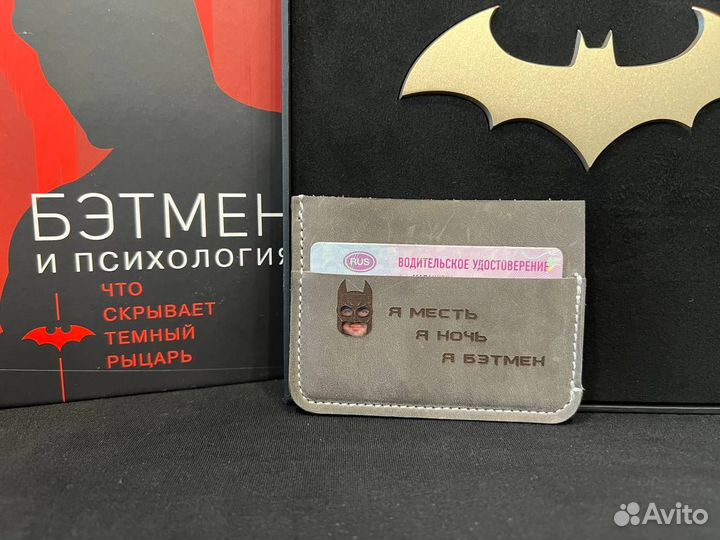 БЭТМЕН
И ПСИХОЛОГИЯ
ЧТО
СКРЫВАЕТ
ТЕМНЫЙ
РЫЦАРЬ
RUS
ВОДИТЕЛЬСКОЕ УДОСТОВЕРЕНИЕ
Я МЕСТЬ
Я НОЧЬ
Я БЭТМЕН
Avito